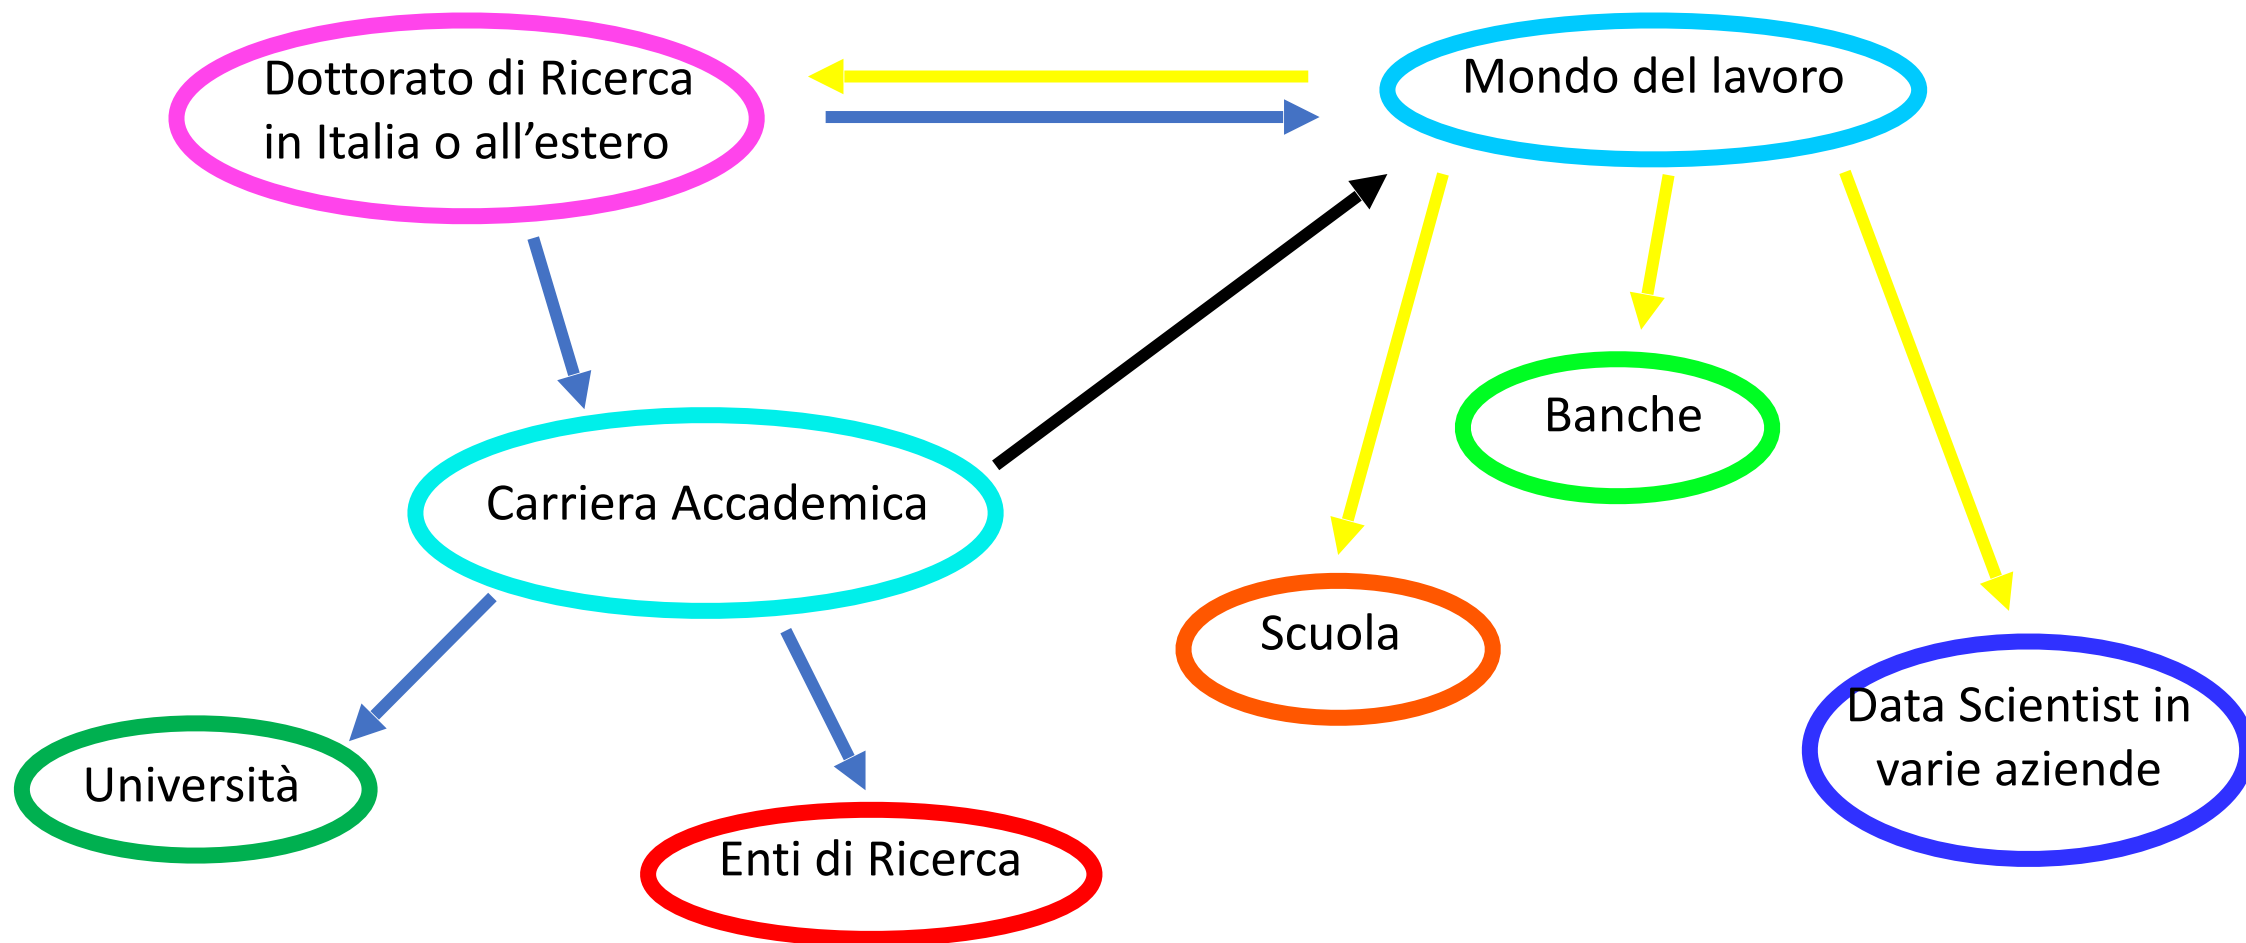 Dottorato di Ricerca
in Italia o all’estero
Mondo del lavoro
Banche
Carriera Accademica
Scuola
Data Scientist in
varie aziende
Università
Enti di Ricerca